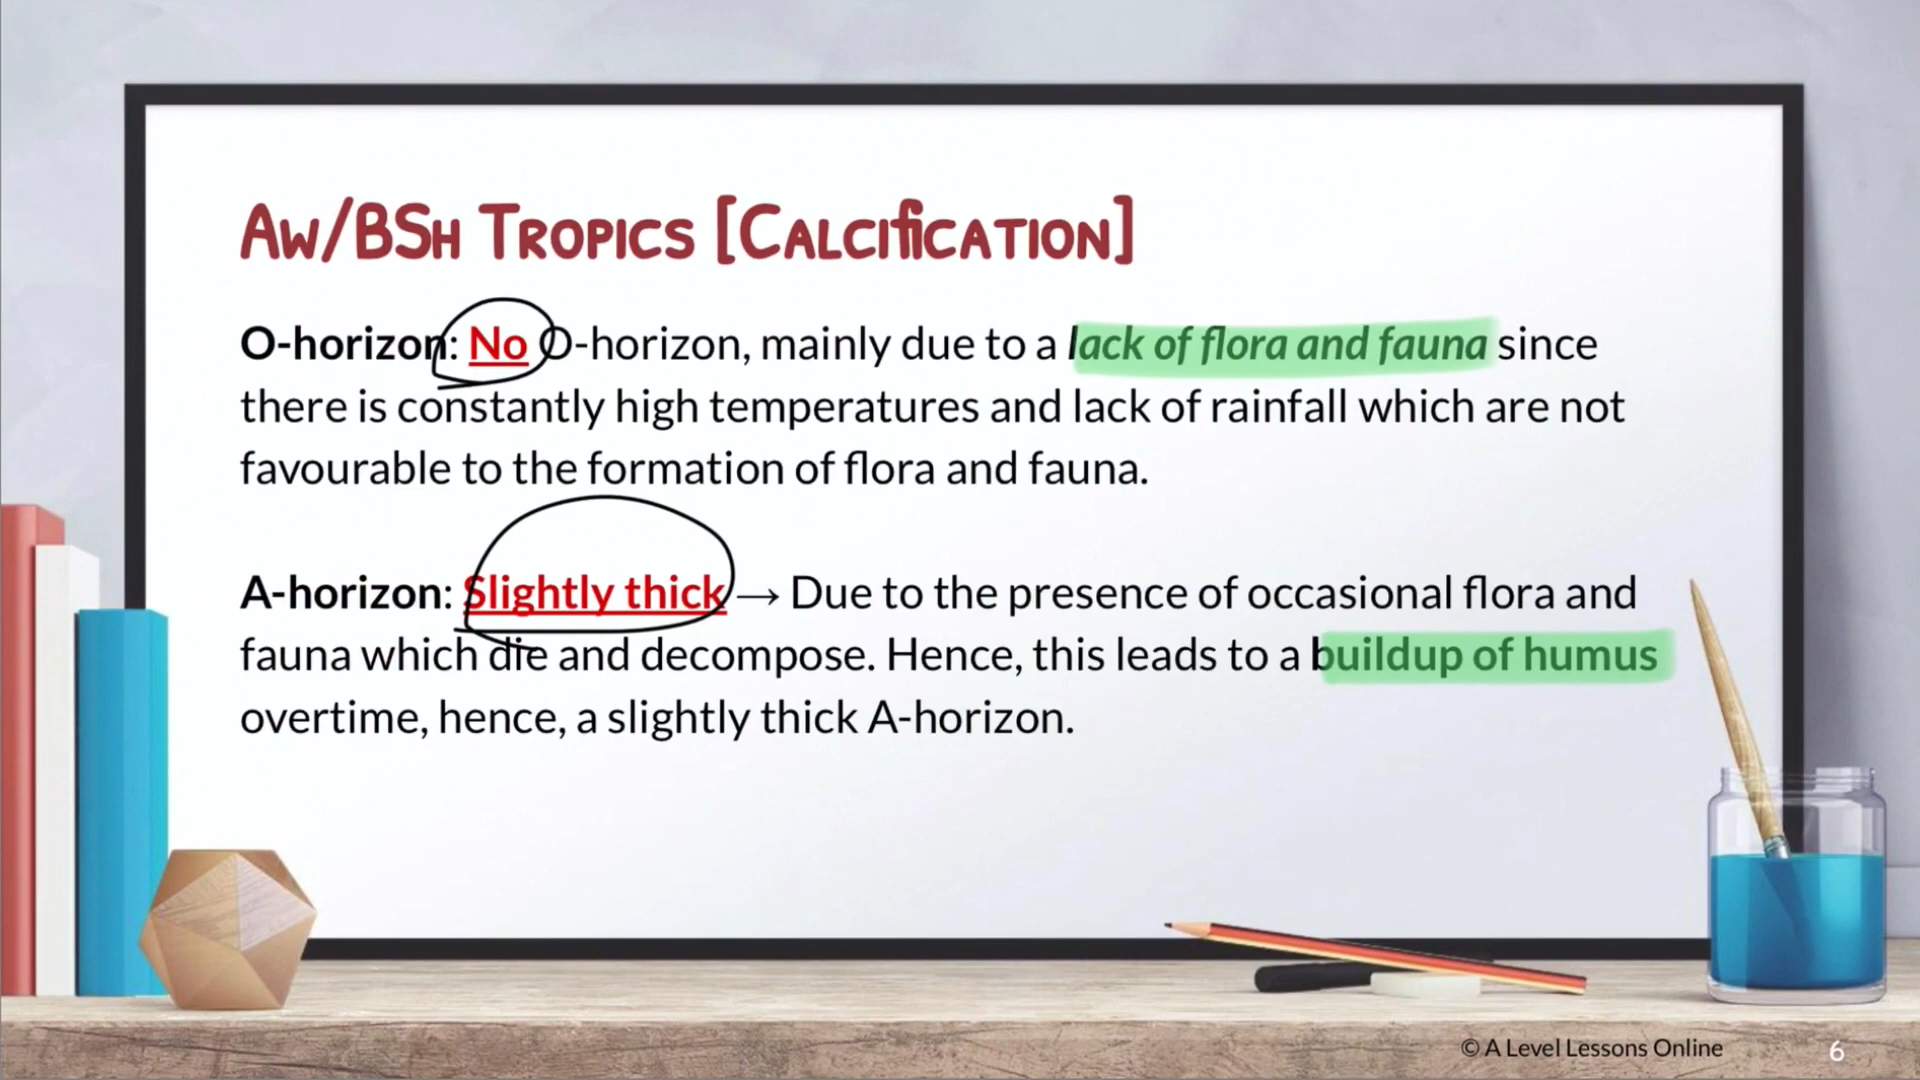 Aw/BSh Tropics [Calcification]
O-horizon: No O-horizon, mainly due to a lack of flora and fauna since
there is constantly high temperatures and lack of rainfall which are not
favourable to the formation of flora and fauna.
A-horizon: Slightly thick → Due to the presence of occasional flora and
fauna which die and decompose. Hence, this leads to a buildup of humus
overtime, hence, a slightly thick A-horizon.
© A Level Lessons Online
6